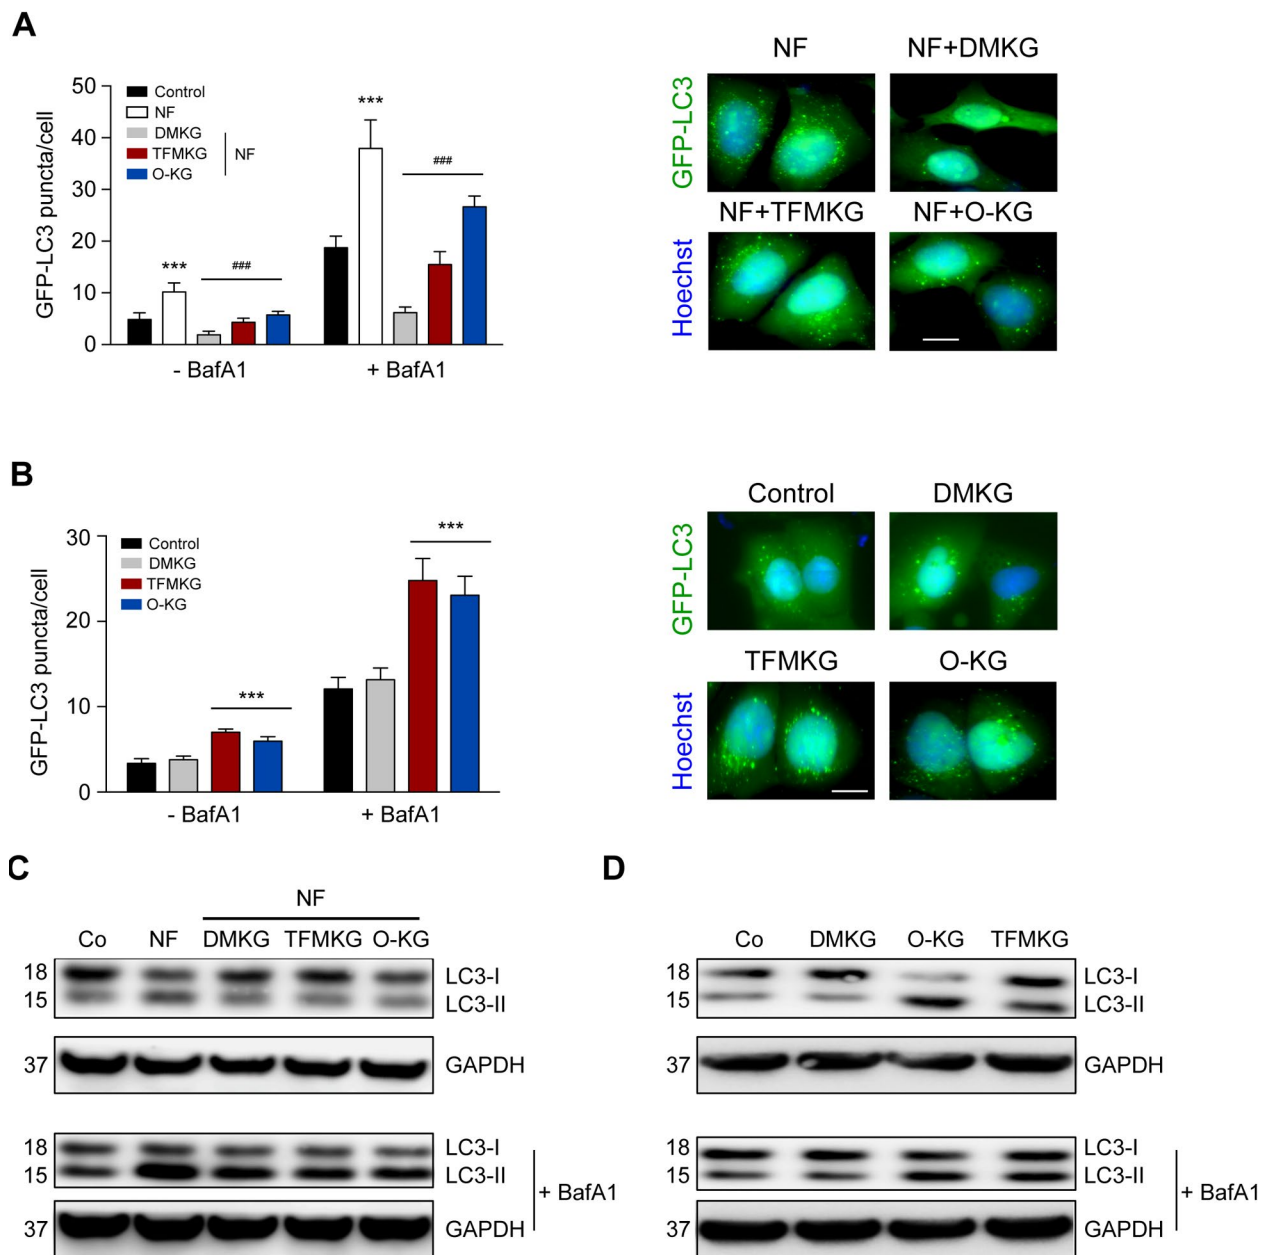 A
GFP-LC3 puncta/cell
50
40
30
20
10
0
Control
NF
DMKG
TFMKG
O-KG
NF
***
###
***
###
- BafA1
+ BafA1
NF
NF+DMKG
GFP-LC3
NF+TFMKG
NF+O-KG
Hoechst
B
GFP-LC3 puncta/cell
30
20
10
0
Control
DMKG
TFMKG
O-KG
***
***
- BafA1
+ BafA1
Control
DMKG
GFP-LC3
TFMKG
O-KG
Hoechst
C
NF
Co NF DMKG TFMKG O-KG
18 LC3-I
15 LC3-II
37 GAPDH
18 LC3-I
15 LC3-II
+ BafA1
37 GAPDH
D
Co DMKG O-KG TFMKG
18 LC3-I
15 LC3-II
37 GAPDH
18 LC3-I
15 LC3-II
+ BafA1
37 GAPDH